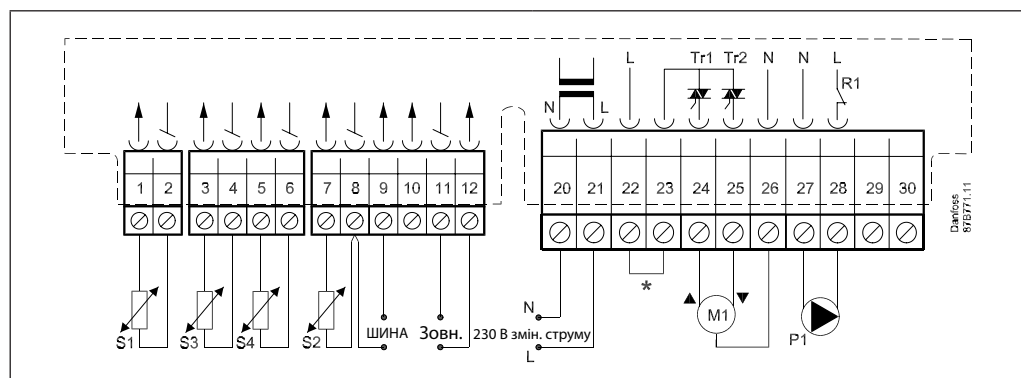 L Tr1 Tr2 N N L
R1
N L
1 2 3 4 5 6 7 8 9 10 11 12 20 21 22 23 24 25 26 27 28 29 30
Danfoss
87B771.11
*
N
M1
S1 S3 S4 S2 ШИНА Зовн. 230 В змін. струму P1
L